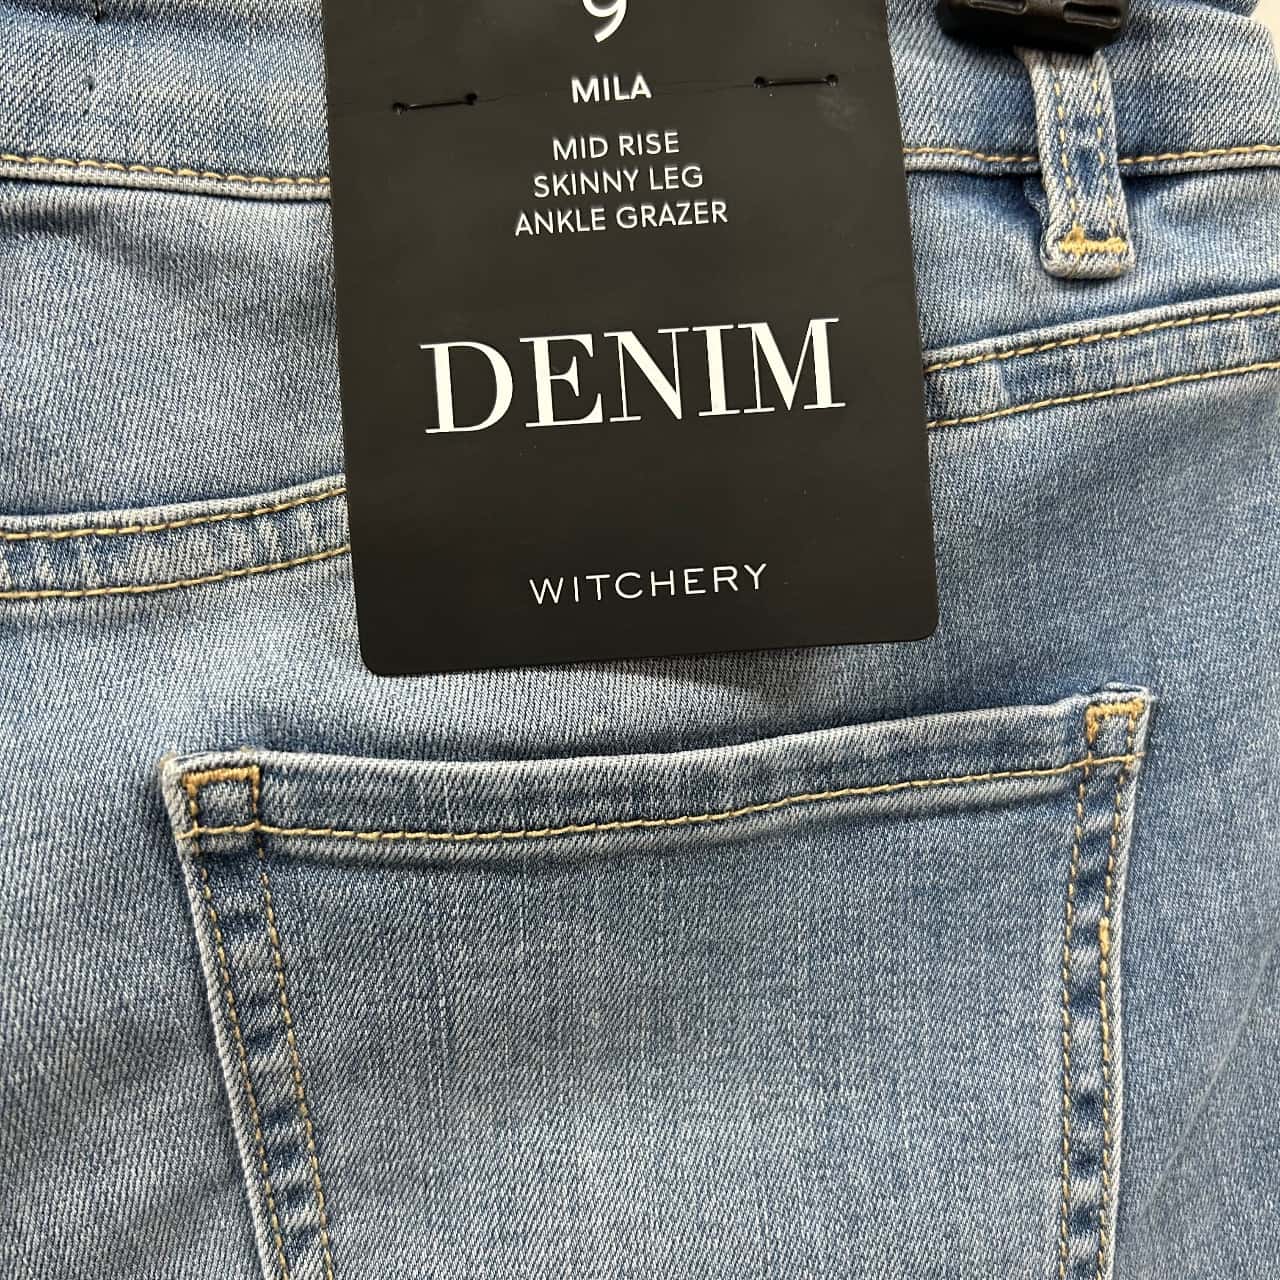 9
MILA
MID RISE
SKINNY LEG
ANKLE GRAZER
DENIM
WITCHERY